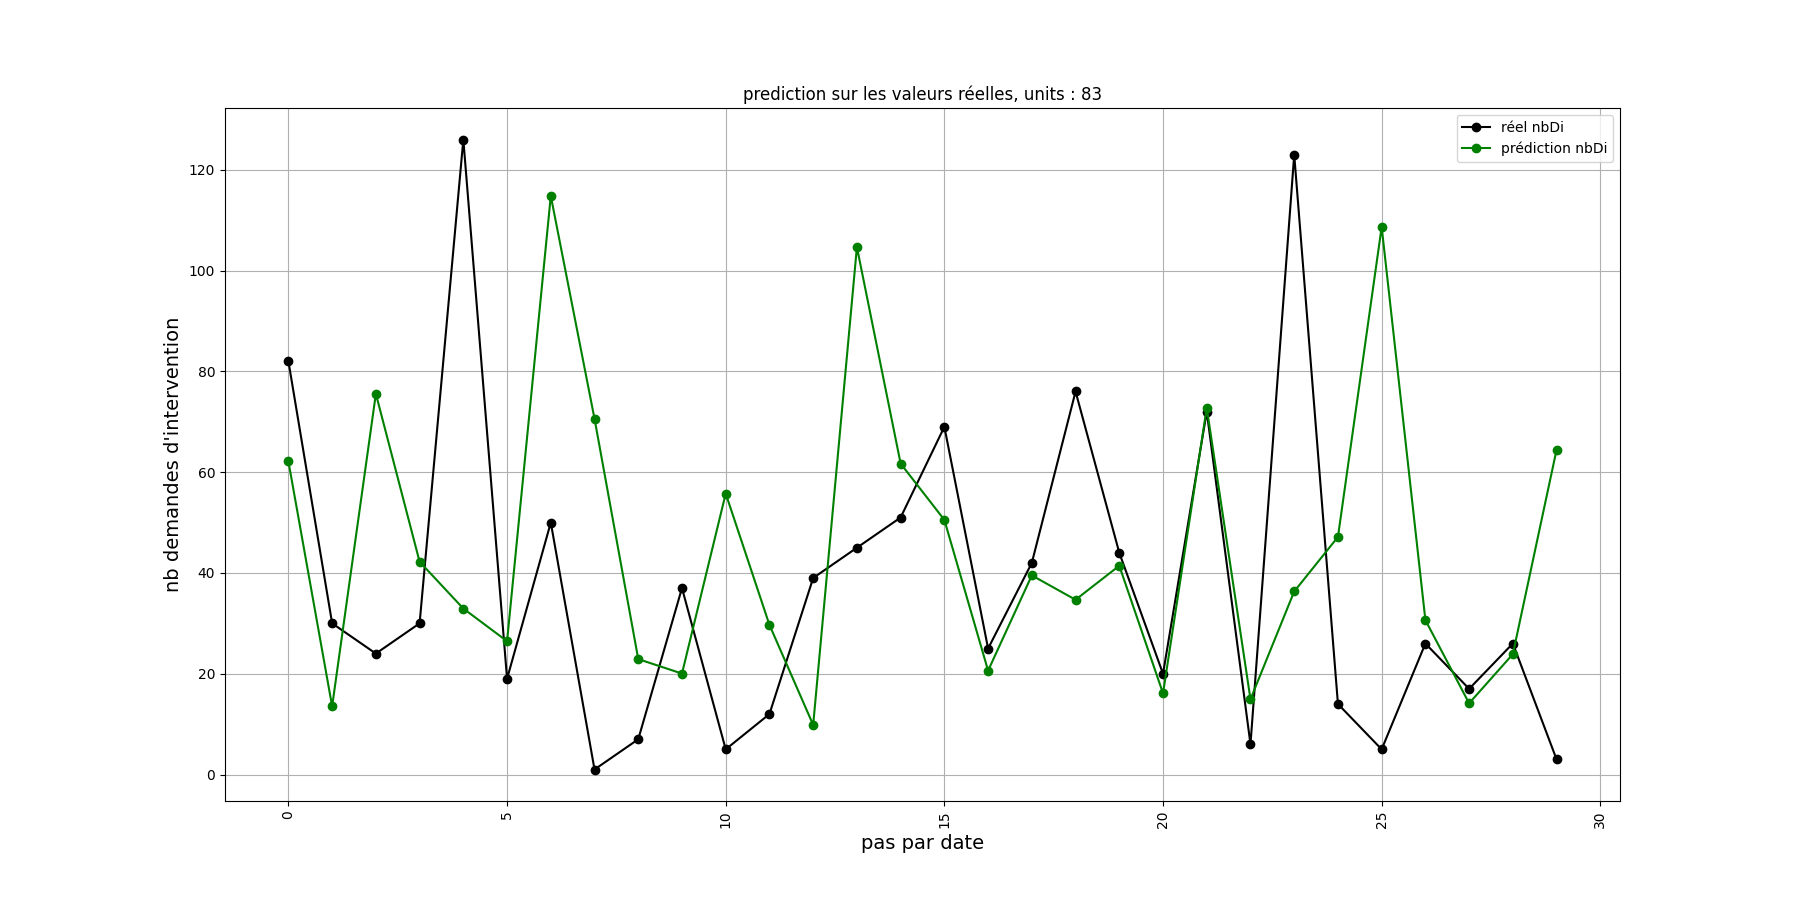 prediction sur les valeurs réelles, units : 83
réel nbDi
prédiction nbDi
nb demandes d'intervention
120
100
80
60
40
20
0
0
5
10
15
20
25
30
pas par date